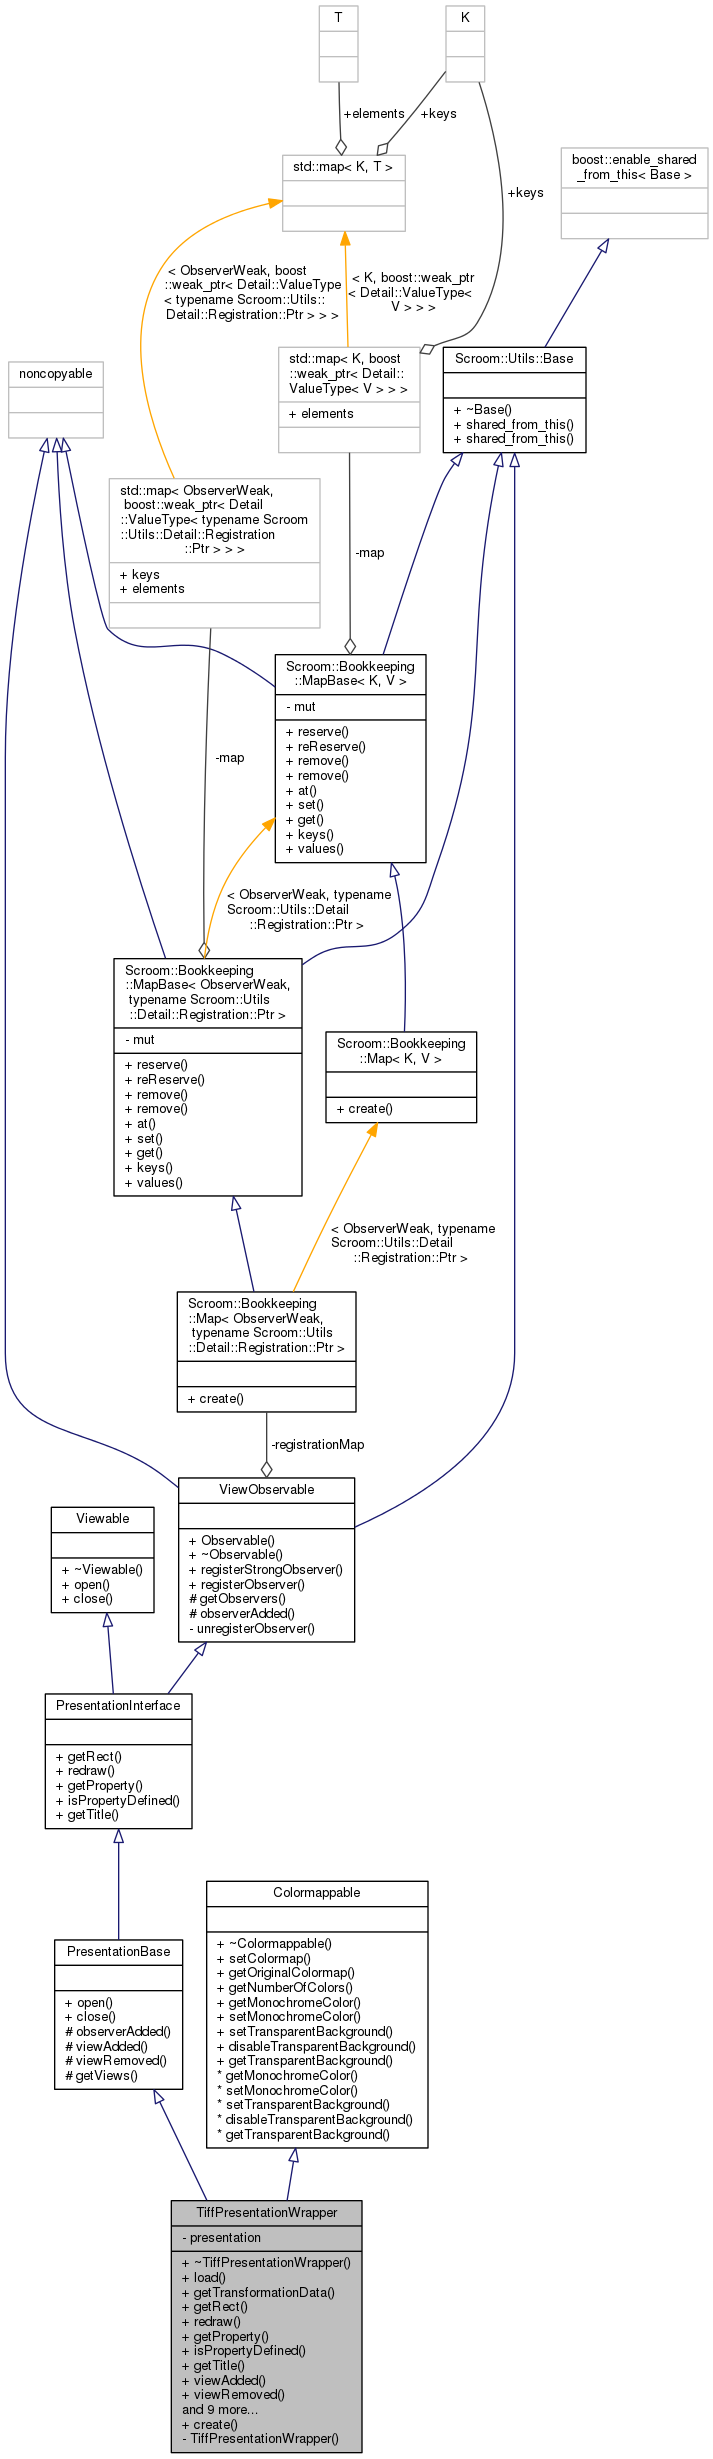 T
K
+elements
+keys
std::map< K, T >
boost::enable_shared
_from_this< Base >
+keys
< ObserverWeak, boost
::weak_ptr< Detail::ValueType
< typename Scroom::Utils::
Detail::Registration::Ptr > > >
< K, boost::weak_ptr
< Detail::ValueType<
V > > >
noncopyable
std::map< K, boost
::weak_ptr< Detail::
ValueType< V > > >
+ elements
Scroom::Utils::Base
+ ~Base()
+ shared_from_this()
+ shared_from_this()
std::map< ObserverWeak,
boost::weak_ptr< Detail
::ValueType< typename Scroom
::Utils::Detail::Registration
::Ptr > > >
+ keys
+ elements
-map
Scroom::Bookkeeping
::MapBase< K, V >
- mut
+ reserve()
+ reReserve()
+ remove()
+ remove()
+ at()
+ set()
+ get()
+ keys()
+ values()
-map
< ObserverWeak, typename
Scroom::Utils::Detail
::Registration::Ptr >
Scroom::Bookkeeping
::MapBase< ObserverWeak,
typename Scroom::Utils
::Detail::Registration::Ptr >
- mut
+ reserve()
+ reReserve()
+ remove()
+ remove()
+ at()
+ set()
+ get()
+ keys()
+ values()
Scroom::Bookkeeping
::Map< K, V >
+ create()
< ObserverWeak, typename
Scroom::Utils::Detail
::Registration::Ptr >
Scroom::Bookkeeping
::Map< ObserverWeak,
typename Scroom::Utils
::Detail::Registration::Ptr >
+ create()
-registrationMap
ViewObservable
+ Observable()
+ ~Observable()
+ registerStrongObserver()
+ registerObserver()
# getObservers()
# observerAdded()
- unregisterObserver()
Viewable
+ ~Viewable()
+ open()
+ close()
PresentationInterface
+ getRect()
+ redraw()
+ getProperty()
+ isPropertyDefined()
+ getTitle()
Colormappable
+ ~Colormappable()
+ setColormap()
+ getOriginalColormap()
+ getNumberOfColors()
+ getMonochromeColor()
+ setMonochromeColor()
+ setTransparentBackground()
+ disableTransparentBackground()
+ getTransparentBackground()
* getMonochromeColor()
* setMonochromeColor()
* setTransparentBackground()
* disableTransparentBackground()
* getTransparentBackground()
PresentationBase
+ open()
+ close()
# observerAdded()
# viewAdded()
# viewRemoved()
# getViews()
TiffPresentationWrapper
- presentation
+ ~TiffPresentationWrapper()
+ load()
+ getTransformationData()
+ getRect()
+ redraw()
+ getProperty()
+ isPropertyDefined()
+ getTitle()
+ viewAdded()
+ viewRemoved()
and 9 more...
+ create()
- TiffPresentationWrapper()